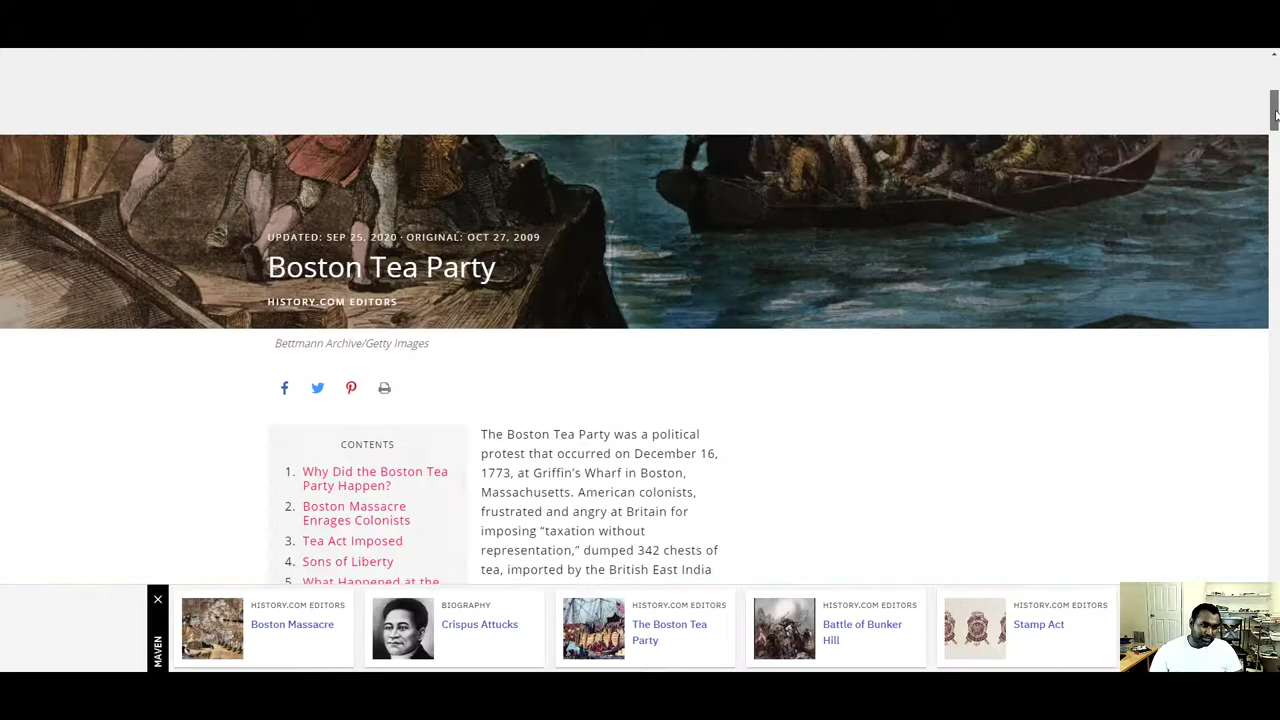 UPDATED: SEP 25, 2020 · ORIGINAL: OCT 27, 2009
Boston Tea Party
HISTORY.COM EDITORS
Bettmann Archive/Getty Images
CONTENTS
1. Why Did the Boston Tea
Party Happen?
2. Boston Massacre
Enrages Colonists
3. Tea Act Imposed
4. Sons of Liberty
5. What Happened at the
The Boston Tea Party was a political
protest that occurred on December 16,
1773, at Griffin’s Wharf in Boston,
Massachusetts. American colonists,
frustrated and angry at Britain for
imposing “taxation without
representation,” dumped 342 chests of
tea, imported by the British East India
MAVEN
HISTORY.COM EDITORS
Boston Massacre
BIOGRAPHY
Crispus Attucks
HISTORY.COM EDITORS
The Boston Tea
Party
HISTORY.COM EDITORS
Battle of Bunker
Hill
HISTORY.COM EDITORS
Stamp Act